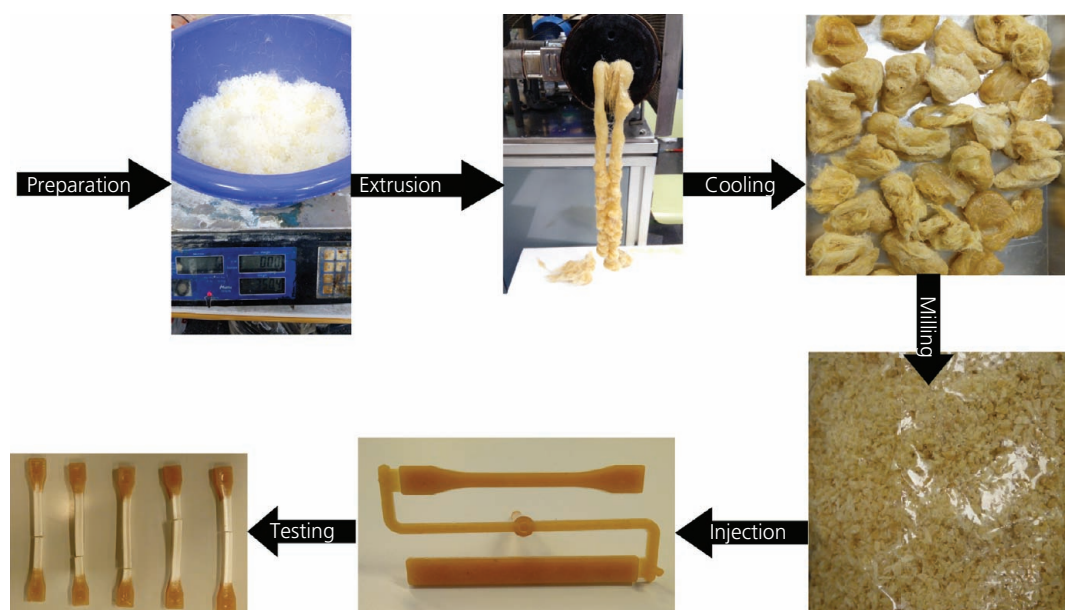 Preparation
Extrusion
Cooling
Milling
Injection
Testing